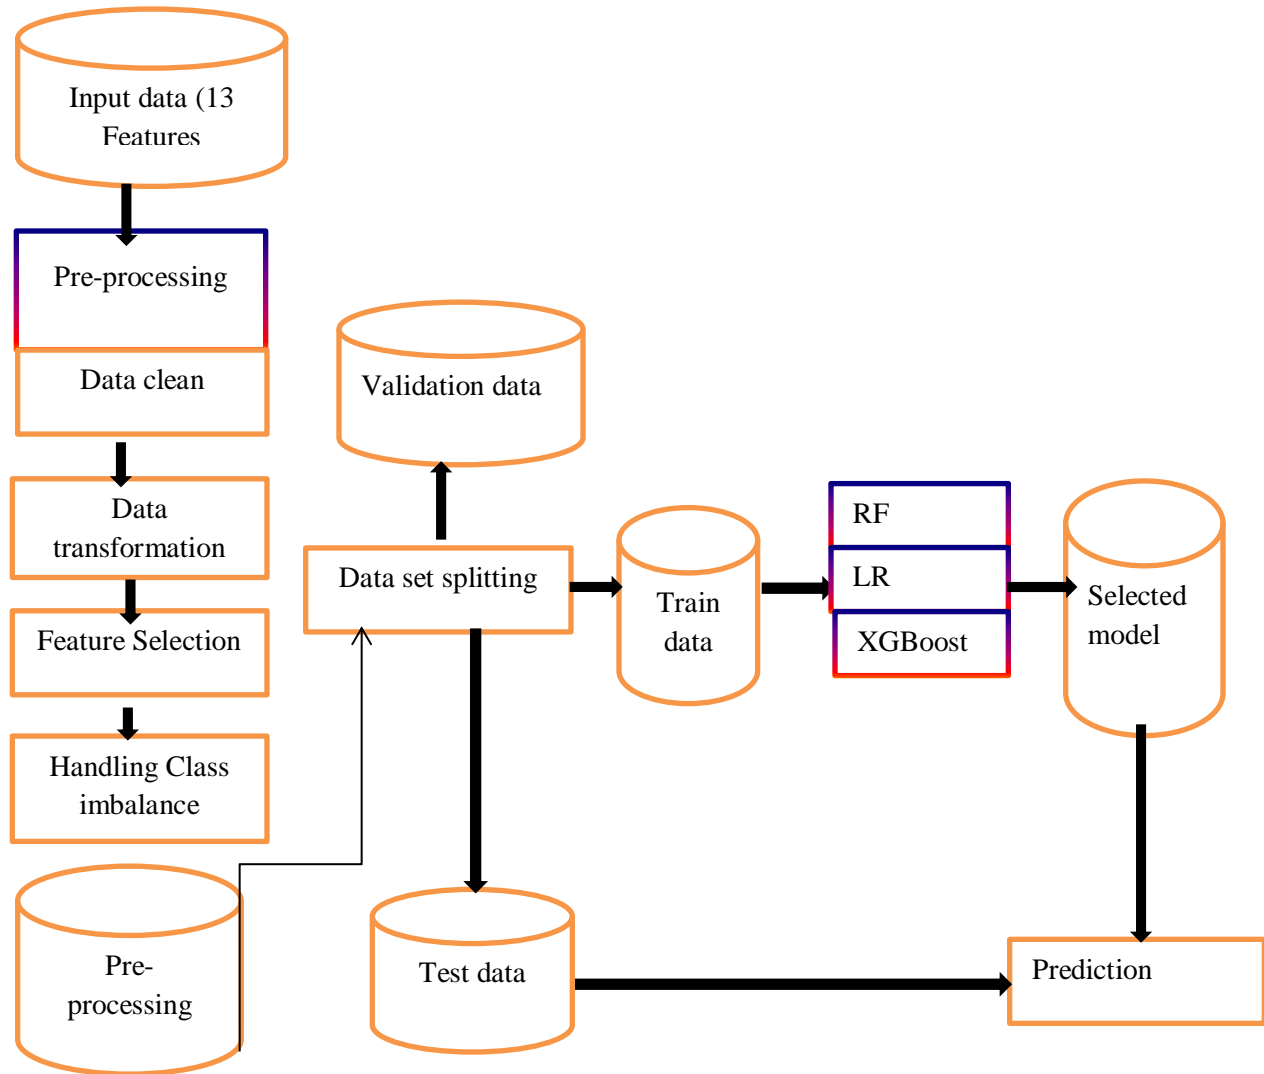 Input data (13
Features
Pre-processing
Data clean
Data
transformation
Feature Selection
Handling Class
imbalance
Pre-
processing
Validation data
Data set splitting
Train
data
RF
LR
XGBoost
Selected
model
Test data
Prediction